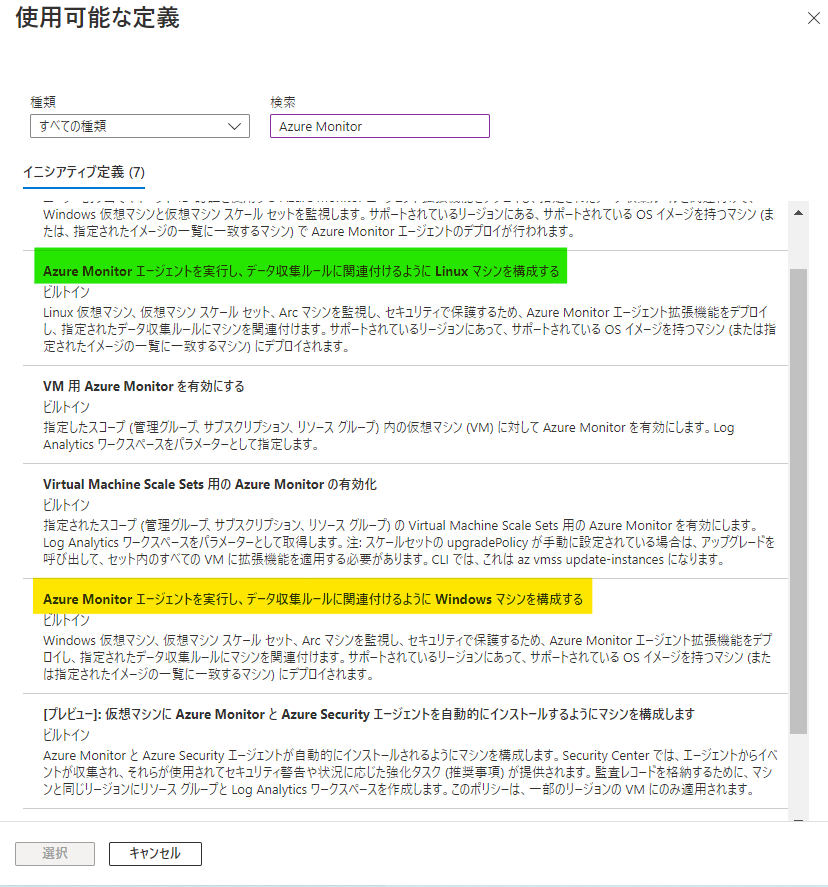 使用可能な定義
種類
検索
すべての種類
Azure Monitor
イニシアティブ定義 (7)
Windows 仮想マシンと仮想マシン スケール セットを監視します。サポートされているリージョンにある、サポートされている OS イメージを持つマシン (ま
たは、指定されたイメージの一覧に一致するマシン) で Azure Monitor エージェントのデプロイが行われます。
Azure Monitor エージェントを実行し、データ収集ルールに関連付けるように Linux マシンを構成する
ビルトイン
Linux 仮想マシン、仮想マシン スケール セット、Arc マシンを監視し、セキュリティで保護するため、Azure Monitor エージェント拡張機能をデプロイ
し、指定されたデータ収集ルールにマシンを関連付けます。サポートされているリージョンにあって、サポートされている OS イメージを持つマシン (または指
定されたイメージの一覧に一致するマシン) にデプロイされます。
VM 用 Azure Monitor を有効にする
ビルトイン
指定したスコープ (管理グループ、サブスクリプション、リソース グループ) 内の仮想マシン (VM) に対して Azure Monitor を有効にします。Log
Analytics ワークスペースをパラメーターとして指定します。
Virtual Machine Scale Sets 用の Azure Monitor の有効化
ビルトイン
指定されたスコープ (管理グループ、サブスクリプション、リソース グループ) の Virtual Machine Scale Sets 用の Azure Monitor を有効にします。
Log Analytics ワークスペースをパラメーターとして取得します。注: スケールセットの upgradePolicy が手動に設定されている場合は、アップグレードを
呼び出して、セット内のすべての VM に拡張機能を適用する必要があります。CLI では、これは az vmss update-instances になります。
Azure Monitor エージェントを実行し、データ収集ルールに関連付けるように Windows マシンを構成する
ビルトイン
Windows 仮想マシン、仮想マシン スケール セット、Arc マシンを監視し、セキュリティで保護するため、Azure Monitor エージェント拡張機能をデプ
ロイし、指定されたデータ収集ルールにマシンを関連付けます。サポートされているリージョンにあって、サポートされている OS イメージを持つマシン (また
は指定されたイメージの一覧に一致するマシン) にデプロイされます。
[プレビュー]: 仮想マシンに Azure Monitor と Azure Security エージェントを自動的にインストールするようにマシンを構成します
ビルトイン
Azure Monitor と Azure Security エージェントが自動的にインストールされるようにマシンを構成します。Security Center では、エージェントからイベ
ントが収集され、それらが使用されてセキュリティ警告や状況に応じた強化タスク (推奨事項) が提供されます。監査レコードを格納するために、マシ
ンと同じリージョンにリソース グループと Log Analytics ワークスペースを作成します。このポリシーは、一部のリージョンの VM にのみ適用されます。
選択
キャンセル